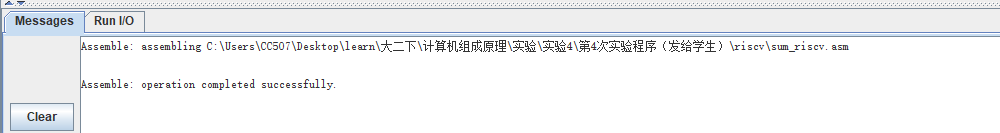 Messages Run I/O
Assemble: assembling C:\Users\CC507\Desktop\learn\大二下\计算机组成原理\实验\实验4\第4次实验程序（发给学生）\riscv\sum_riscv.asm
Assemble: operation completed successfully.
Clear